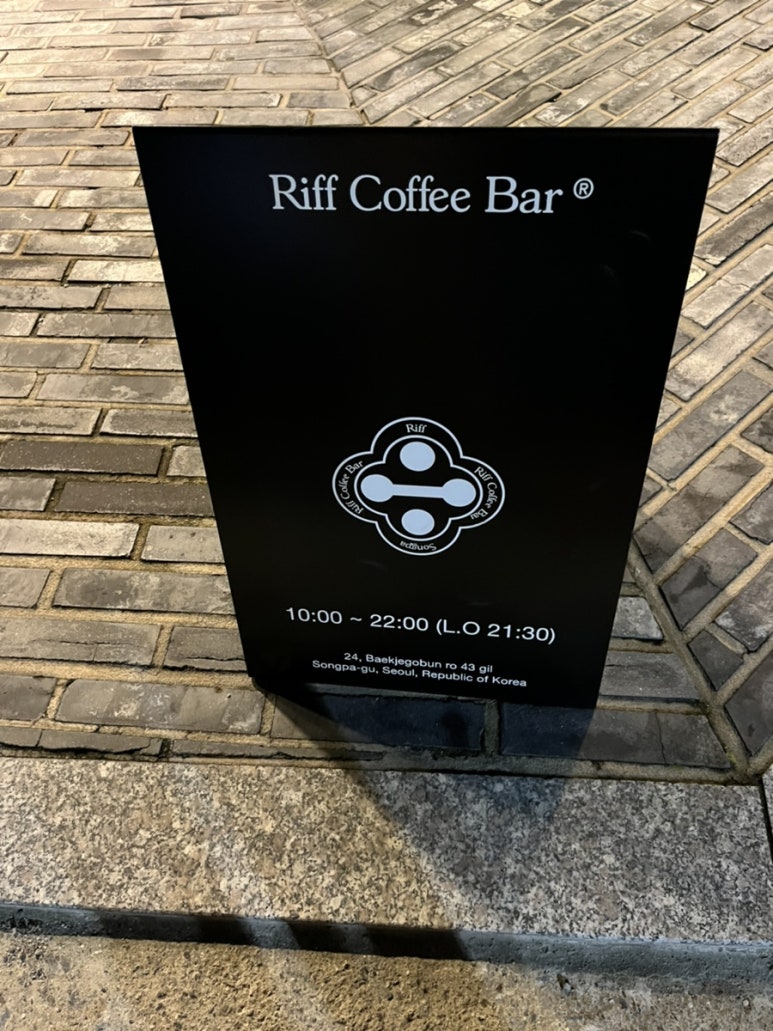 Riff Coffee Bar ®
Riff
Riff Coffee Bar
Riff Coffee Bar
Songpa
10:00 ~ 22:00 (L.O 21:30)
24, Baekjegobun ro 43 gil
Songpa-gu, Seoul, Republic of Korea